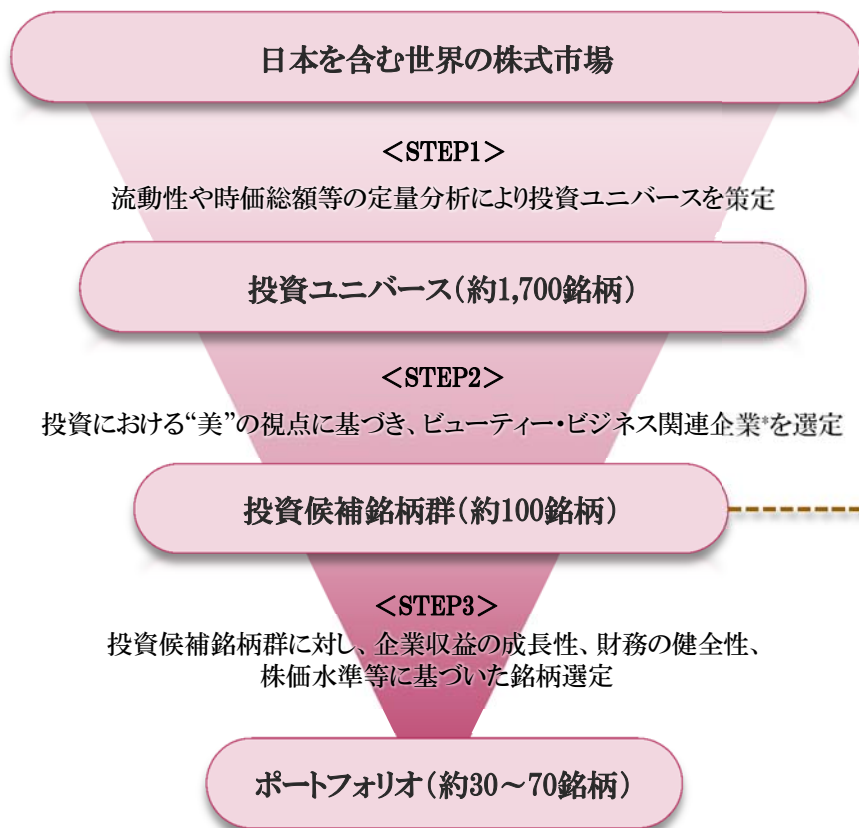 日本を含む世界の株式市場
＜STEP1＞
流動性や時価総額等の定量分析により投資ユニバースを策定
投資ユニバース（約1,700銘柄）
＜STEP2＞
投資における“美”の視点に基づき、ビューティー・ビジネス関連企業*を選定
投資候補銘柄群（約100銘柄）
＜STEP3＞
投資候補銘柄群に対し、企業収益の成長性、財務の健全性、
株価水準等に基づいた銘柄選定
ポートフォリオ（約30～70銘柄）